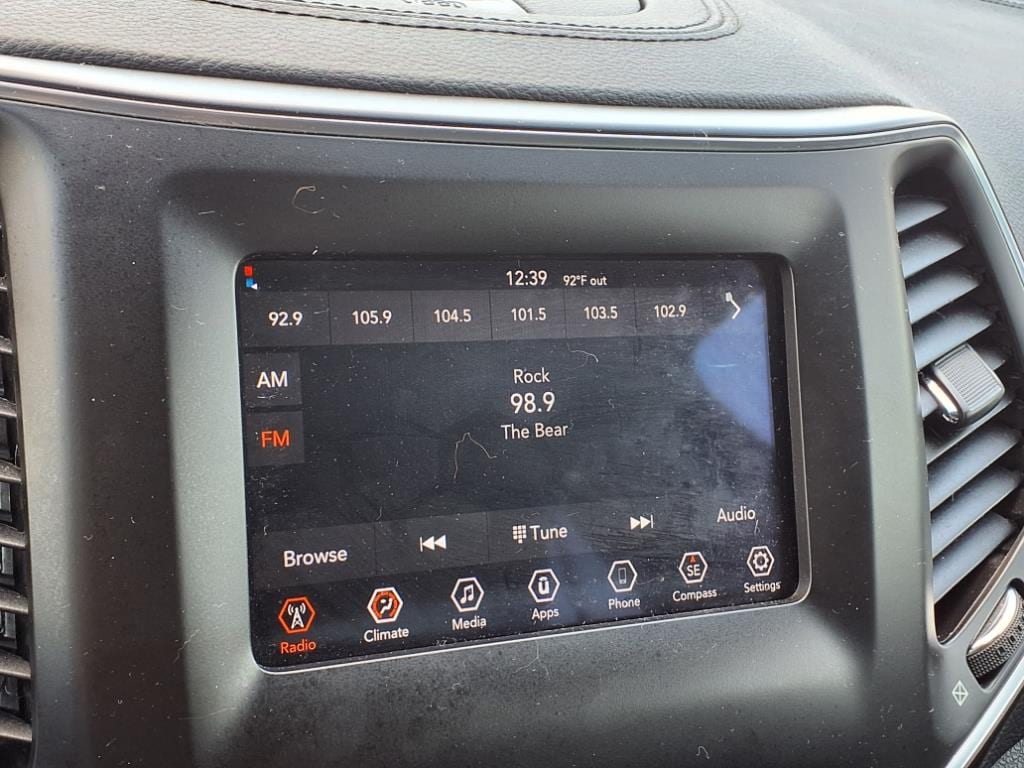 12:39 92°F out
92.9 105.9 104.5 101.5 103.5 102.9
AM
FM
Rock
98.9
The Bear
Browse Tune Audio
Radio Climate Media Apps Phone SE Compass Settings